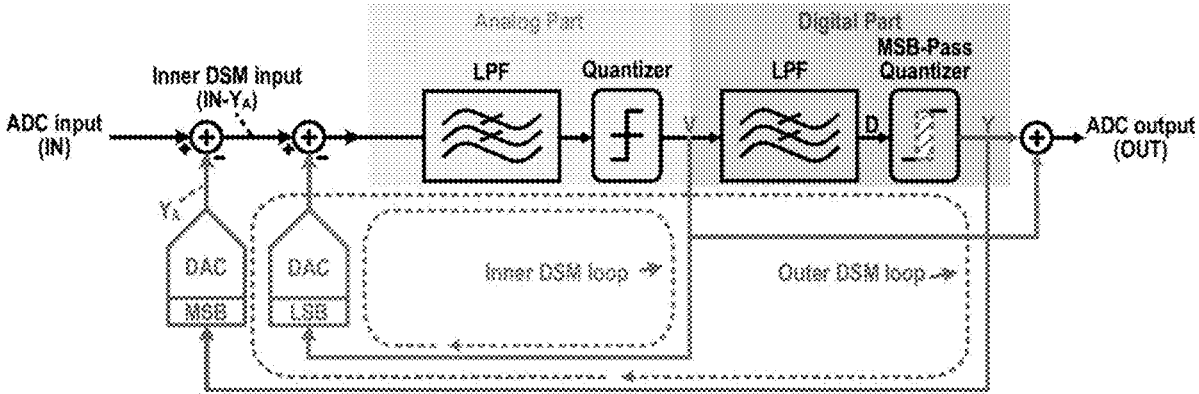 Analog Part
Digital Part
LPF
Quantizer
LPF
MSB-Pass
Quantizer
Inner DSM input
(IN-YA)
ADC input
(IN)
+
+
-
+
+
-
V
D
Y
+
ADC output
(OUT)
YA
DAC
MSB
DAC
LSB
Inner DSM loop
Outer DSM loop